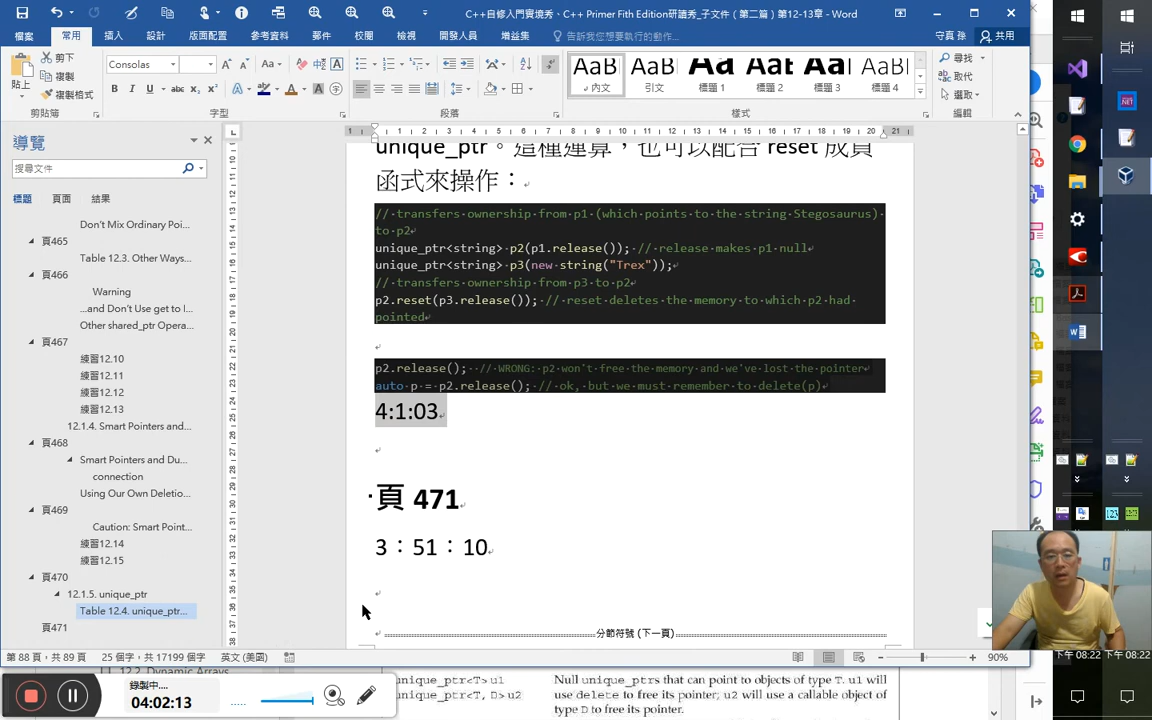 C++自修入門實境秀、C++ Primer Fith Edition研讀秀_子文件（第二篇）第12-13章 - Word
檔案 常用 插入 設計 版面配置 參考資料 郵件 校閱 檢視 開發人員 增益集 告訴我您想要執行的動作... 守真 孫 共用
剪下
複製
複製格式
貼上
Consolas
AaB AaB AaB AaB AaB AaBl
內文 引文 標題 1 標題 2 標題 3 標題 4
尋找
取代
選取
剪貼簿 字型 段落 樣式 編輯
導覽
搜尋文件
標題 頁面 結果
Don't Mix Ordinary Poi...
頁465
Table 12.3. Other Ways...
頁466
Warning
...and Don't Use get to I...
Other shared_ptr Opera...
頁467
練習12.10
練習12.11
練習12.12
練習12.13
12.1.4. Smart Pointers and...
頁468
Smart Pointers and Du...
connection
Using Our Own Deletio...
頁469
Caution: Smart Point...
練習12.14
練習12.15
頁470
12.1.5. unique_ptr
Table 12.4. unique_ptr...
頁471
unique_ptr。這種運算，也可以配合 reset 成員
函式來操作：
// transfers ownership from p1 (which points to the string Stegosaurus)
to p2
unique_ptr<string> p2(p1.release()); // release makes p1 null
unique_ptr<string> p3(new string("Trex"));
// transfers ownership from p3 to p2
p2.reset(p3.release()); // reset deletes the memory to which p2 had
pointed
p2.release(); // WRONG: p2 won't free the memory and we've lost the pointer
auto p = p2.release(); // ok, but we must remember to delete(p)
4:1:03
頁 471
3：51：10
分節符號 (下一頁)
第 88 頁，共 89 頁 25 個字，共 17199 個字 英文 (美國) 90%
12.2. Dynamic Arrays
錄製中...
04:02:13
unique_ptr<T> u1 Null unique_ptrs that can point to objects of type T. u1 will
unique_ptr<T, D> u2 use delete to free its pointer; u2 will use a callable object of
type D to free its pointer.
下午 08:22 下午 08:22